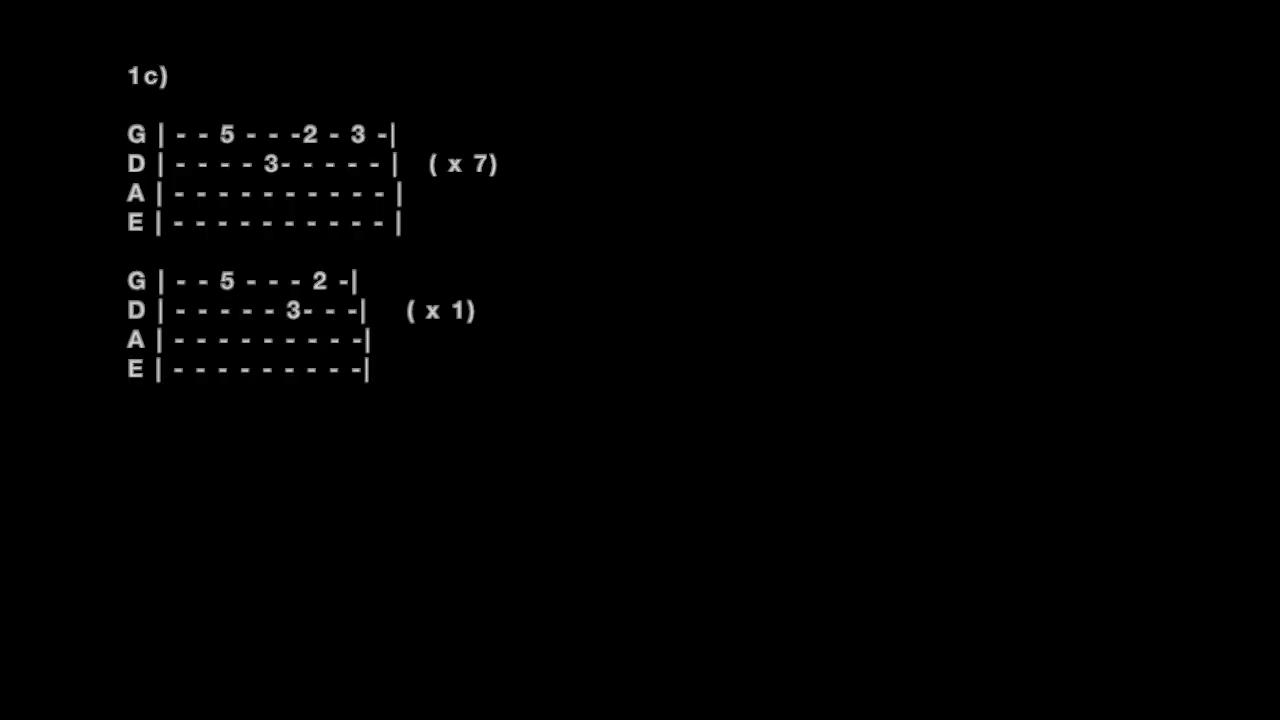 1c)
G | - - 5 - - -2 - 3 -|
D | - - - - 3- - - - - | ( x 7)
A | - - - - - - - - - - |
E | - - - - - - - - - - |
G | - - 5 - - - 2 -|
D | - - - - - 3- - -| ( x 1)
A | - - - - - - - - -|
E | - - - - - - - - -|